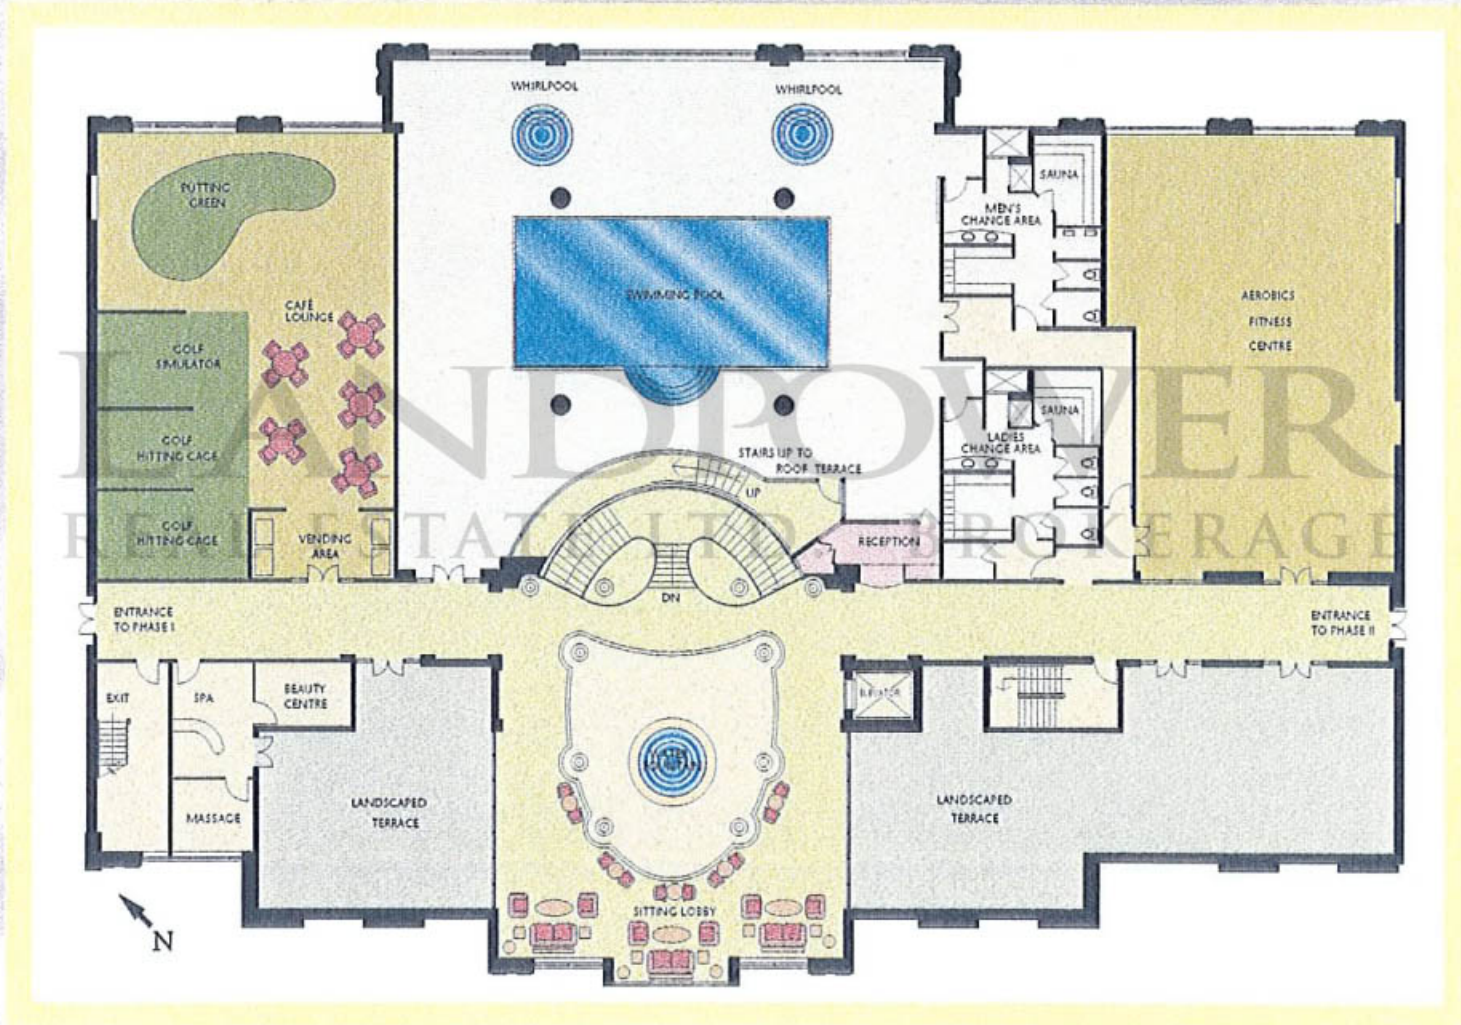 WHIRLPOOL
WHIRLPOOL
PUTTING
GREEN
SAUNA
MEN'S
CHANGE AREA
SWIMMING POOL
AEROBICS
FITNESS
CENTRE
CAFÉ
LOUNGE
GOLF
SIMULATOR
LANDPOWER
SAUNA
GOLF
HITTING CAGE
LADIES
CHANGE AREA
STAIRS UP TO
ROOF TERRACE
UP
REAL ESTATE LTD. BROKERAGE
GOLF
HITTING CAGE
VENDING
AREA
RECEPTION
DN
ENTRANCE
TO PHASE I
ENTRANCE
TO PHASE II
EXIT
SPA
BEAUTY
CENTRE
ELEVATOR
WATER
FOUNTAIN
LANDSCAPED
TERRACE
LANDSCAPED
TERRACE
MASSAGE
SITTING LOBBY
N